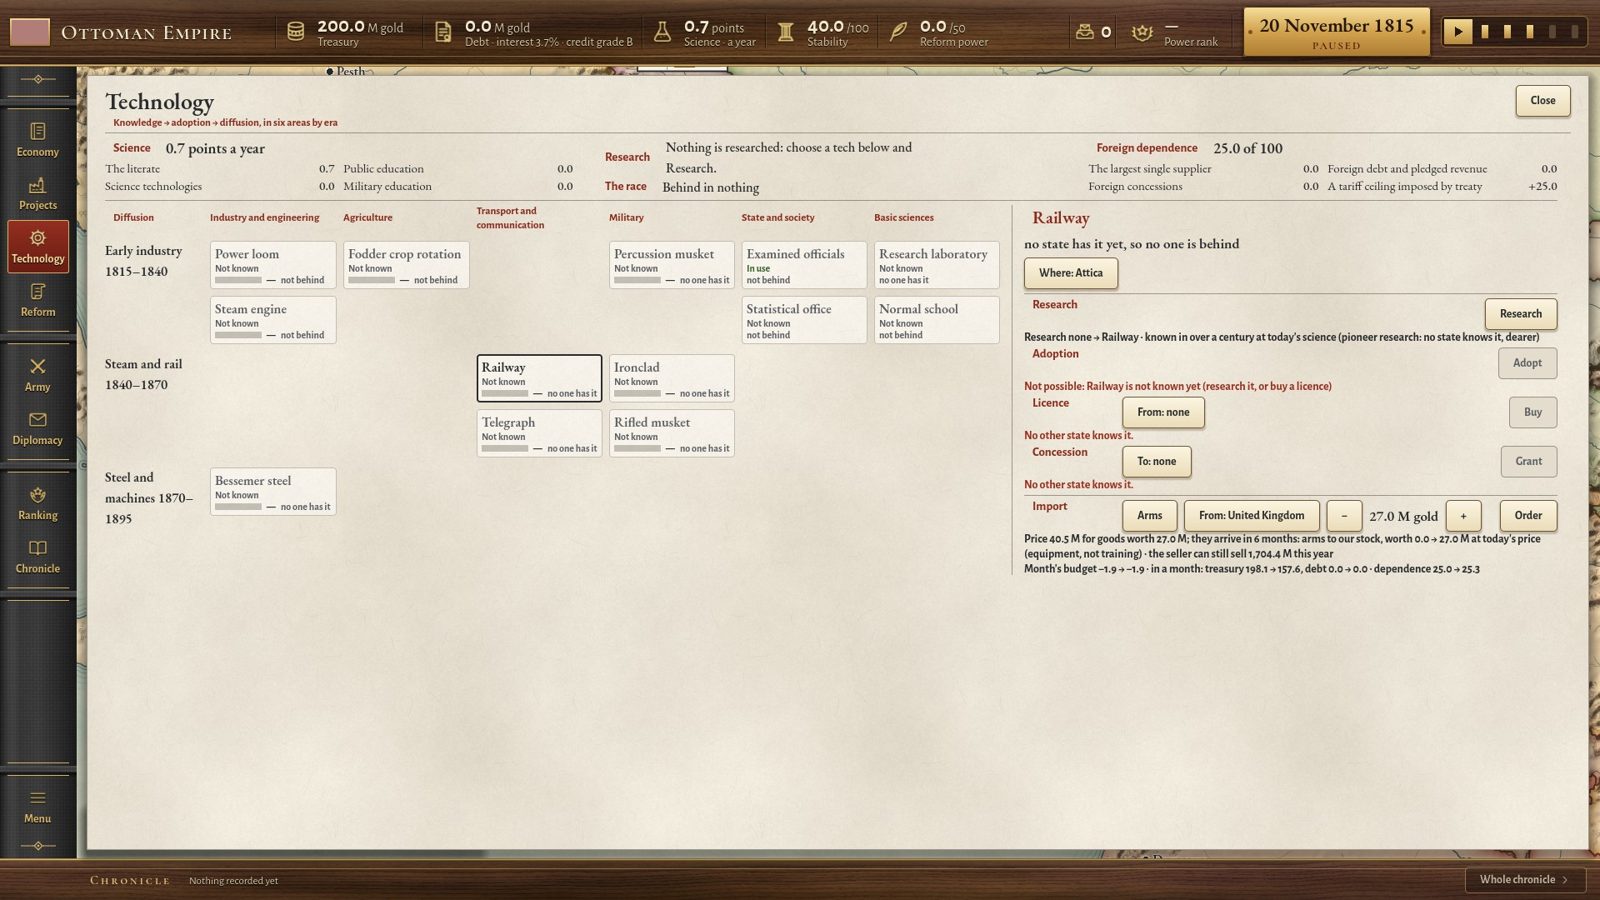 OTTOMAN EMPIRE
200.0 M gold
Treasury
0.0 M gold
Debt · interest 3.7% · credit grade B
0.7 points
Science · a year
40.0 /100
Stability
0.0 /50
Reform power
0
—
Power rank
20 November 1815
PAUSED
Economy
Projects
Technology
Reform
Army
Diplomacy
Ranking
Chronicle
Menu
Pesth
Technology
Close
Knowledge → adoption → diffusion, in six areas by era
Science 0.7 points a year
The literate 0.7 Public education 0.0
Science technologies 0.0 Military education 0.0
Research Nothing is researched: choose a tech below and
Research.
The race Behind in nothing
Foreign dependence 25.0 of 100
The largest single supplier 0.0 Foreign debt and pledged revenue 0.0
Foreign concessions 0.0 A tariff ceiling imposed by treaty +25.0
Diffusion Industry and engineering Agriculture Transport and
communication Military State and society Basic sciences
Early industry
1815–1840
Power loom
Not known
— not behind
Fodder crop rotation
Not known
— not behind
Percussion musket
Not known
— no one has it
Examined officials
In use
not behind
Research laboratory
Not known
no one has it
Steam engine
Not known
— not behind
Statistical office
Not known
not behind
Normal school
Not known
not behind
Steam and rail
1840–1870
Railway
Not known
— no one has it
Ironclad
Not known
— no one has it
Telegraph
Not known
— no one has it
Rifled musket
Not known
— no one has it
Steel and
machines 1870–
1895
Bessemer steel
Not known
— no one has it
Railway
no state has it yet, so no one is behind
Where: Attica
Research
Research
Research none → Railway · known in over a century at today's science (pioneer research: no state knows it, dearer)
Adoption
Adopt
Not possible: Railway is not known yet (research it, or buy a licence)
Licence
From: none
Buy
No other state knows it.
Concession
To: none
Grant
No other state knows it.
Import
Arms
From: United Kingdom
−
27.0 M gold
+
Order
Price 40.5 M for goods worth 27.0 M; they arrive in 6 months: arms to our stock, worth 0.0 → 27.0 M at today's price
(equipment, not training) · the seller can still sell 1,704.4 M this year
Month's budget −1.9 → −1.9 · in a month: treasury 198.1 → 157.6, debt 0.0 → 0.0 · dependence 25.0 → 25.3
CHRONICLE
Nothing recorded yet
Whole chronicle